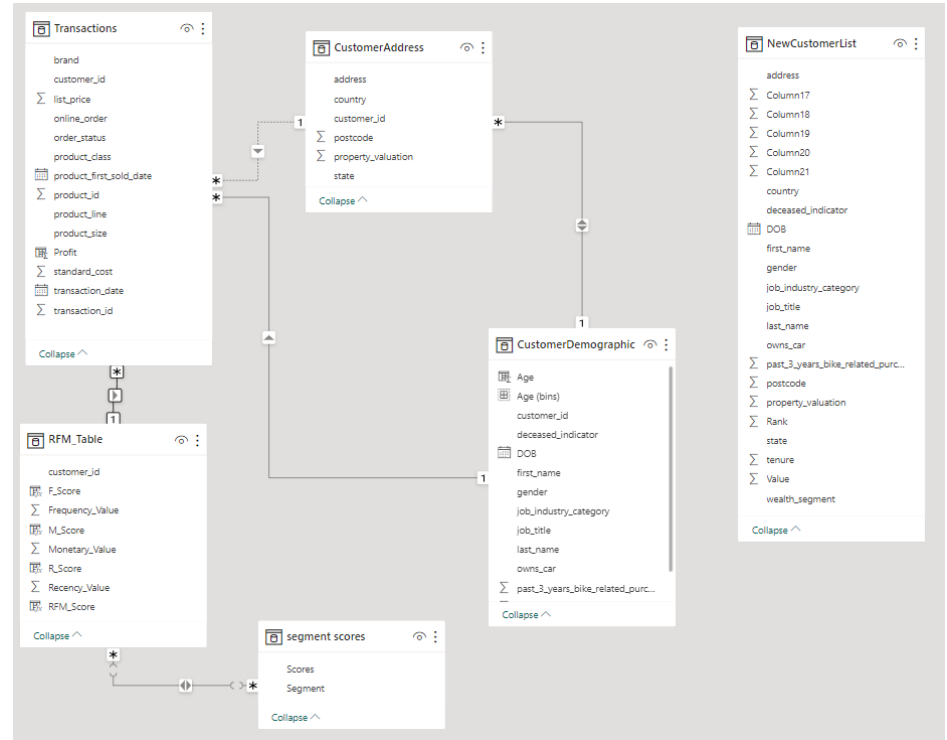 Transactions
brand
customer_id
list_price
online_order
order_status
product_class
product_first_sold_date
product_id
product_line
product_size
Profit
standard_cost
transaction_date
transaction_id
Collapse
*
1
RFM_Table
customer_id
F_Score
Frequency_Value
M_Score
Monetary_Value
R_Score
Recency_Value
RFM_Score
Collapse
*
*
segment scores
Scores
Segment
Collapse
CustomerAddress
address
country
customer_id
postcode
property_valuation
state
Collapse
1
*
*
*
1
1
CustomerDemographic
Age
Age (bins)
customer_id
deceased_indicator
DOB
first_name
gender
job_industry_category
job_title
last_name
owns_car
past_3_years_bike_related_purc...
Collapse
NewCustomerList
address
Column17
Column18
Column19
Column20
Column21
country
deceased_indicator
DOB
first_name
gender
job_industry_category
job_title
last_name
owns_car
past_3_years_bike_related_purc...
postcode
property_valuation
Rank
state
tenure
Value
wealth_segment
Collapse